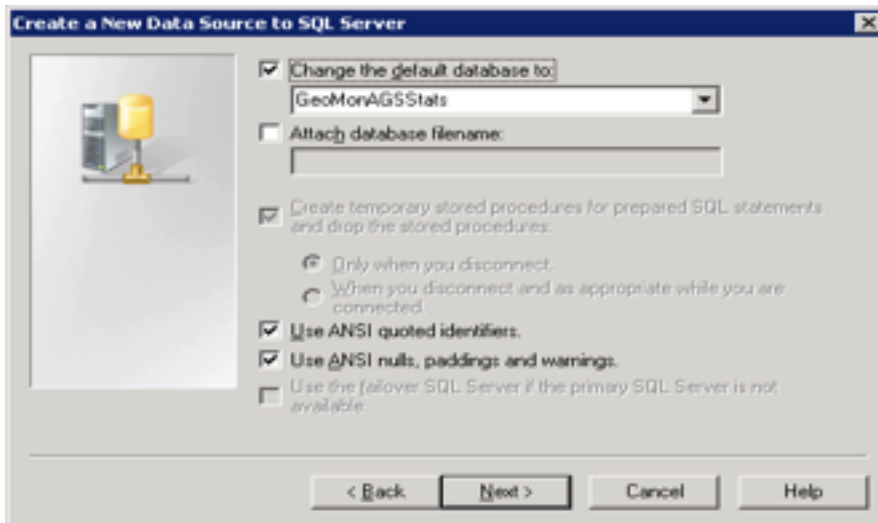 Create a New Data Source to SQL Server
Change the default database to:
GeoMonAGSStats
Attach database filename:
Create temporary stored procedures for prepared SQL statements
and drop the stored procedures:
Only when you disconnect.
When you disconnect and as appropriate while you are
connected.
Use ANSI quoted identifiers.
Use ANSI nulls, paddings and warnings.
Use the failover SQL Server if the primary SQL Server is not
available.
< Back
Next >
Cancel
Help